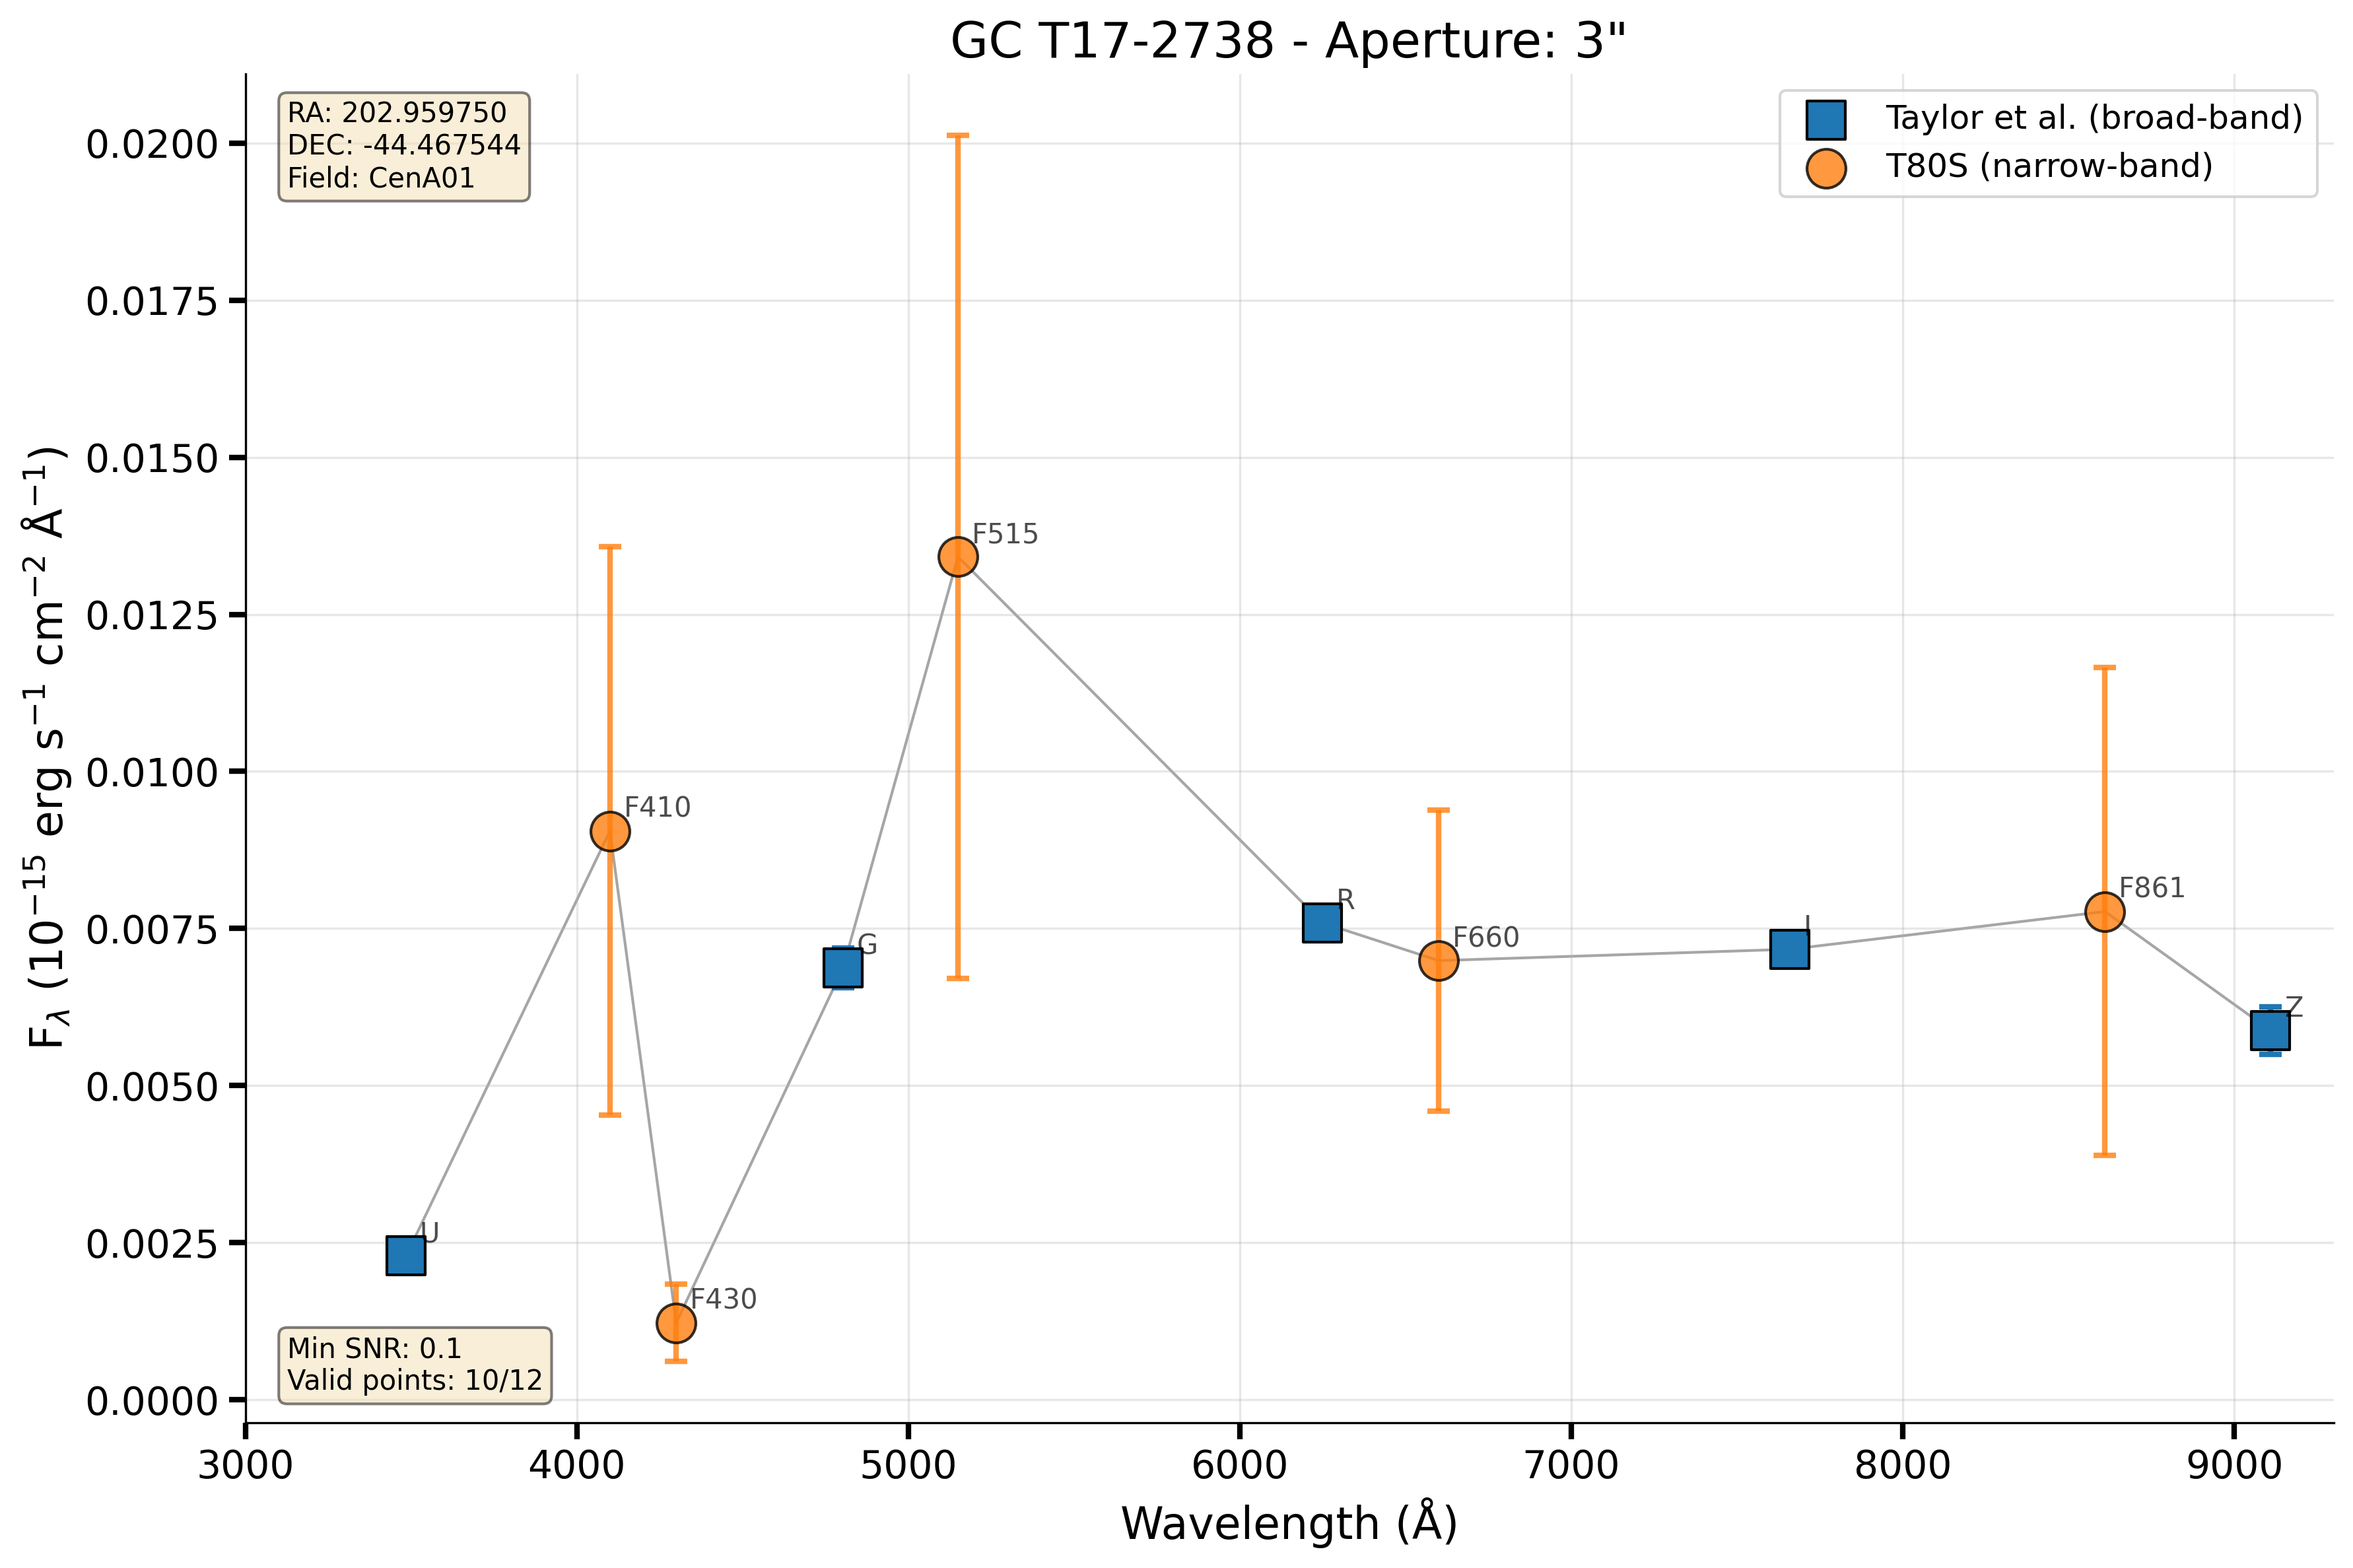 GC T17-2738 - Aperture: 3"
RA: 202.959750
DEC: -44.467544
Field: CenA01
Taylor et al. (broad-band)
T80S (narrow-band)
F$_{\lambda}$ (10$^{-15}$ erg s$^{-1}$ cm$^{-2}$ Å$^{-1}$)
0.0200
0.0175
0.0150
0.0125
0.0100
0.0075
0.0050
0.0025
0.0000
F515
F410
G
R
F660
I
F861
Z
U
F430
Min SNR: 0.1
Valid points: 10/12
3000 4000 5000 6000 7000 8000 9000
Wavelength (Å)